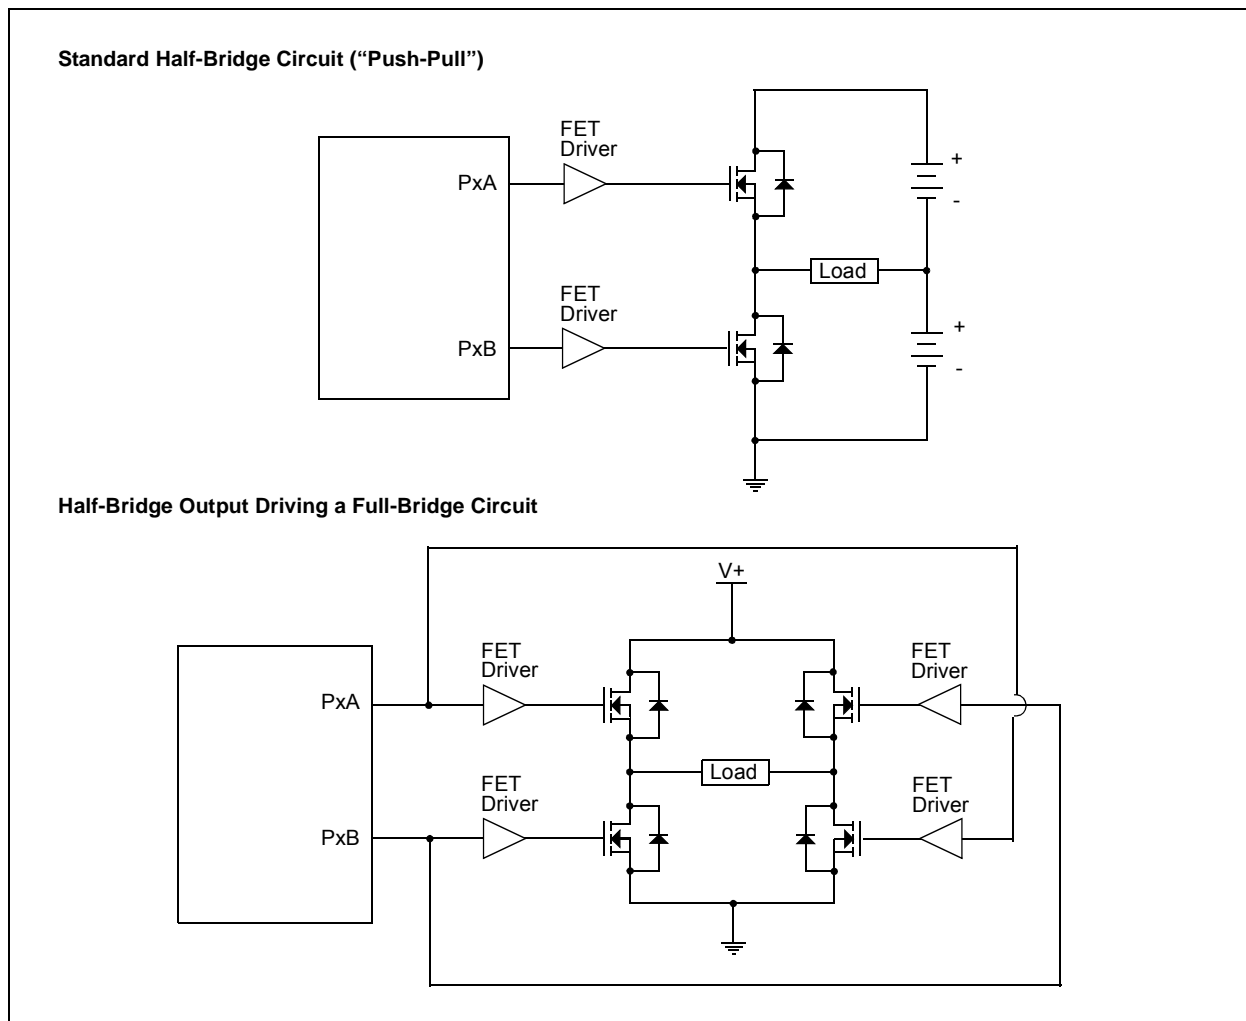 Standard Half-Bridge Circuit (“Push-Pull”)
FET
Driver
PxA
+
-
Load
FET
Driver
PxB
+
-
Half-Bridge Output Driving a Full-Bridge Circuit
V+
FET
Driver
FET
Driver
PxA
Load
FET
Driver
FET
Driver
PxB